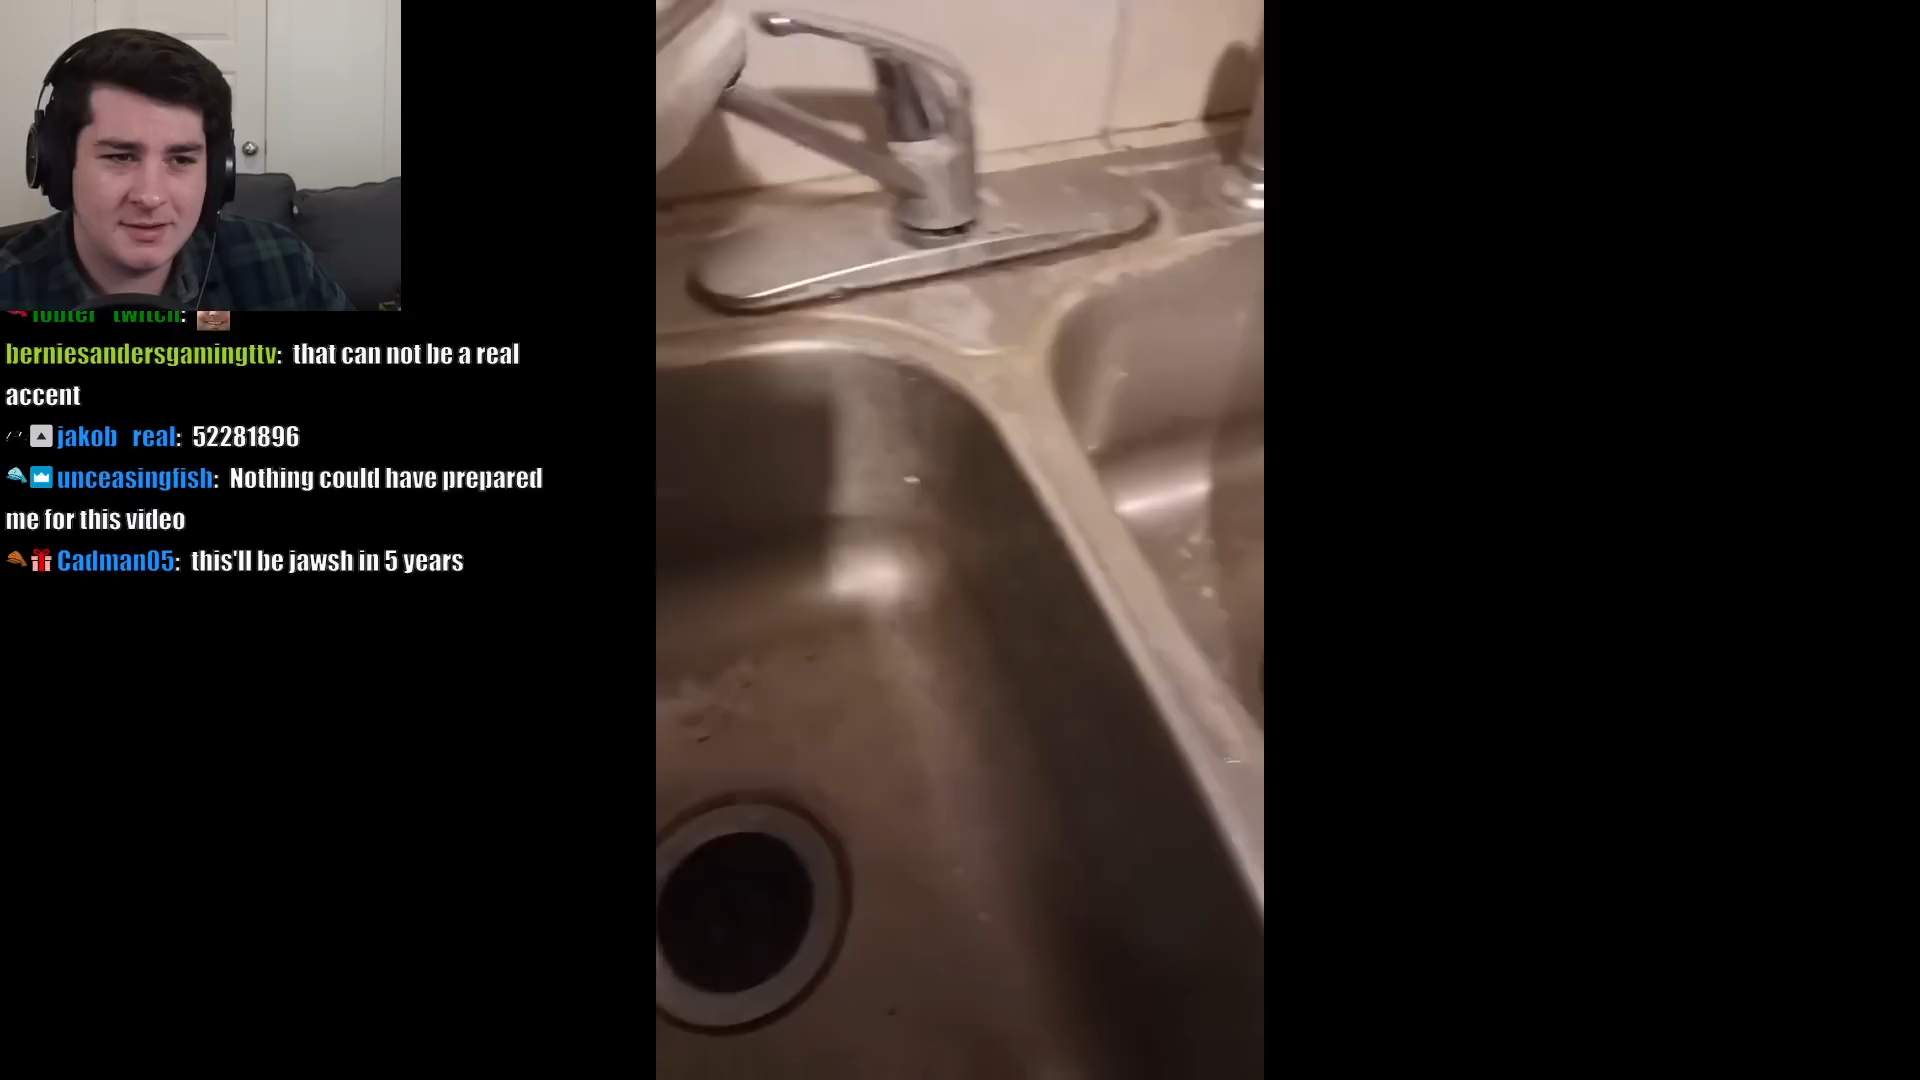 lobter_twitch:
berniesandersgamingttv: that can not be a real
accent
jakob_real: 52281896
unceasingfish: Nothing could have prepared
me for this video
Cadman05: this'll be jawsh in 5 years